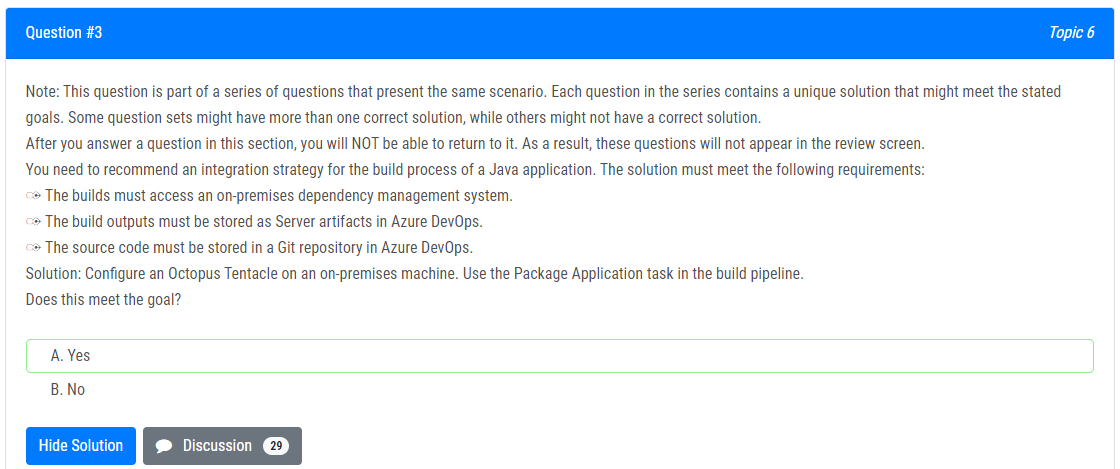 Question #3
Topic 6
Note: This question is part of a series of questions that present the same scenario. Each question in the series contains a unique solution that might meet the stated
goals. Some question sets might have more than one correct solution, while others might not have a correct solution.
After you answer a question in this section, you will NOT be able to return to it. As a result, these questions will not appear in the review screen.
You need to recommend an integration strategy for the build process of a Java application. The solution must meet the following requirements:
The builds must access an on-premises dependency management system.
The build outputs must be stored as Server artifacts in Azure DevOps.
The source code must be stored in a Git repository in Azure DevOps.
Solution: Configure an Octopus Tentacle on an on-premises machine. Use the Package Application task in the build pipeline.
Does this meet the goal?
A. Yes
B. No
Hide Solution
Discussion 29